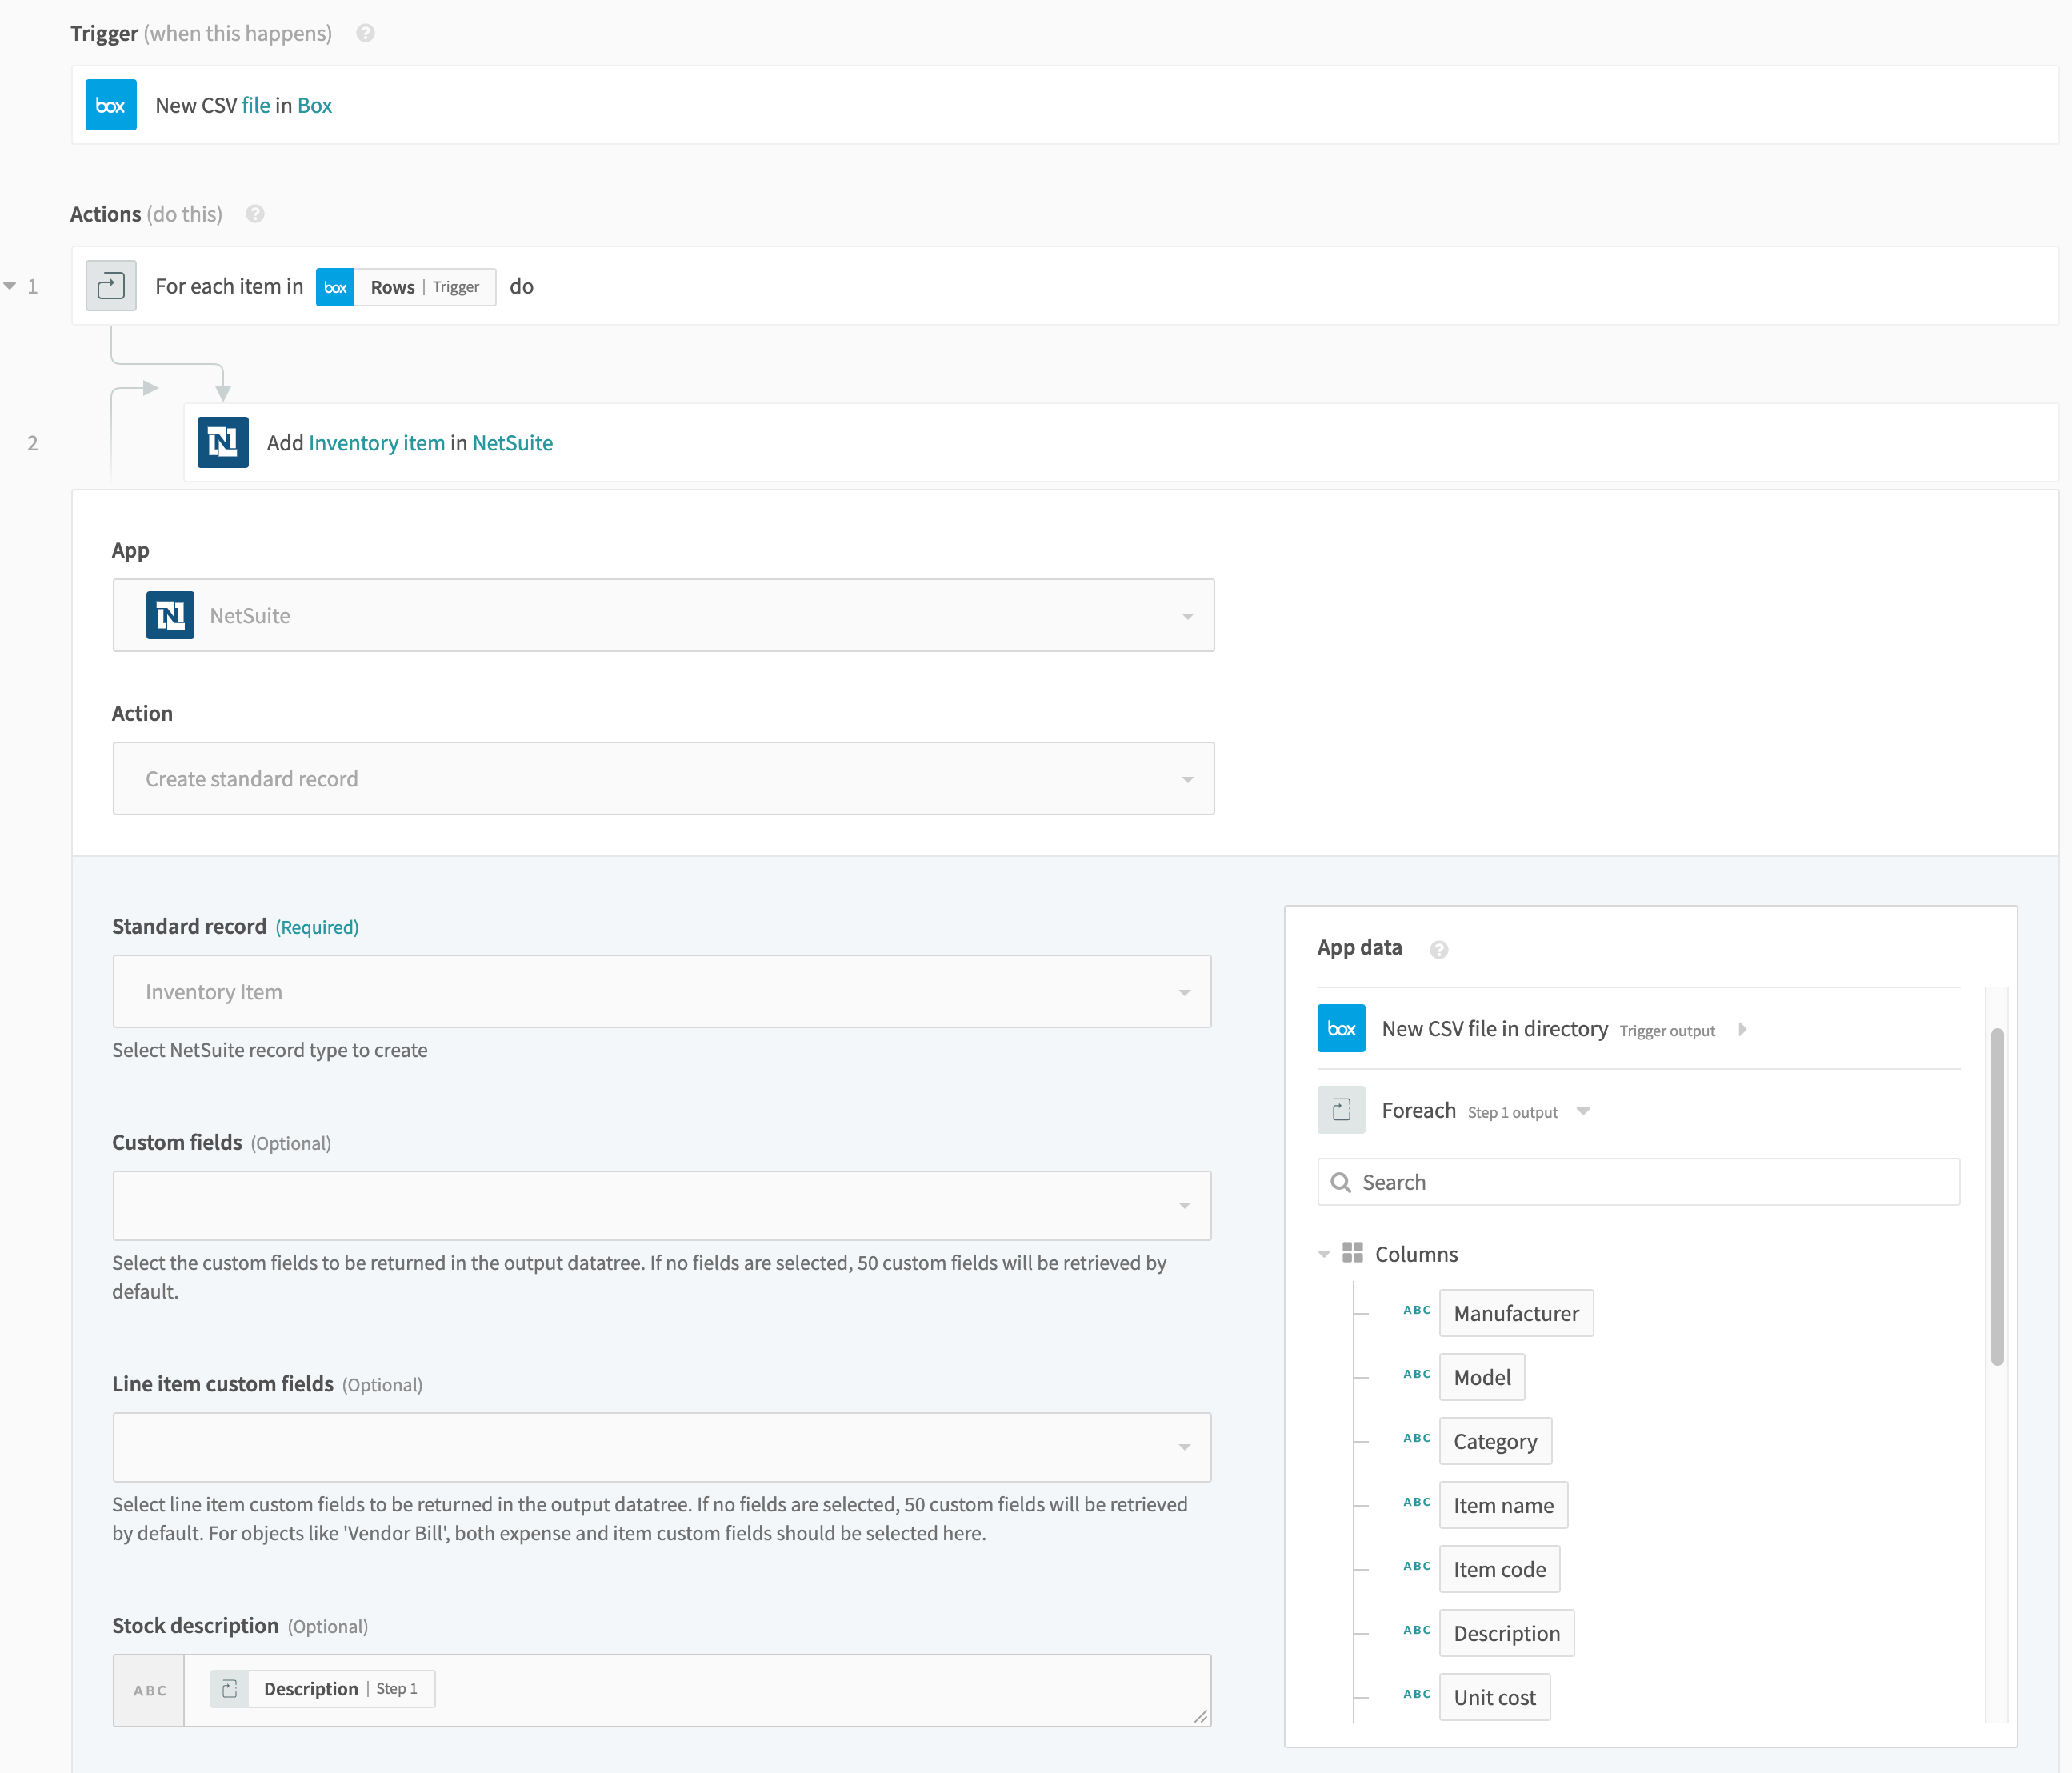 Trigger (when this happens) ?
box New CSV file in Box
Actions (do this) ?
1 For each item in box Rows | Trigger do
2 N Add Inventory item in NetSuite
App
N NetSuite
Action
Create standard record
Standard record (Required)
Inventory Item
Select NetSuite record type to create
Custom fields (Optional)
Select the custom fields to be returned in the output datatree. If no fields are selected, 50 custom fields will be retrieved by
default.
Line item custom fields (Optional)
Select line item custom fields to be returned in the output datatree. If no fields are selected, 50 custom fields will be retrieved
by default. For objects like 'Vendor Bill', both expense and item custom fields should be selected here.
Stock description (Optional)
ABC Description | Step 1
App data ?
box New CSV file in directory Trigger output
Foreach Step 1 output
Search
Columns
ABC Manufacturer
ABC Model
ABC Category
ABC Item name
ABC Item code
ABC Description
ABC Unit cost